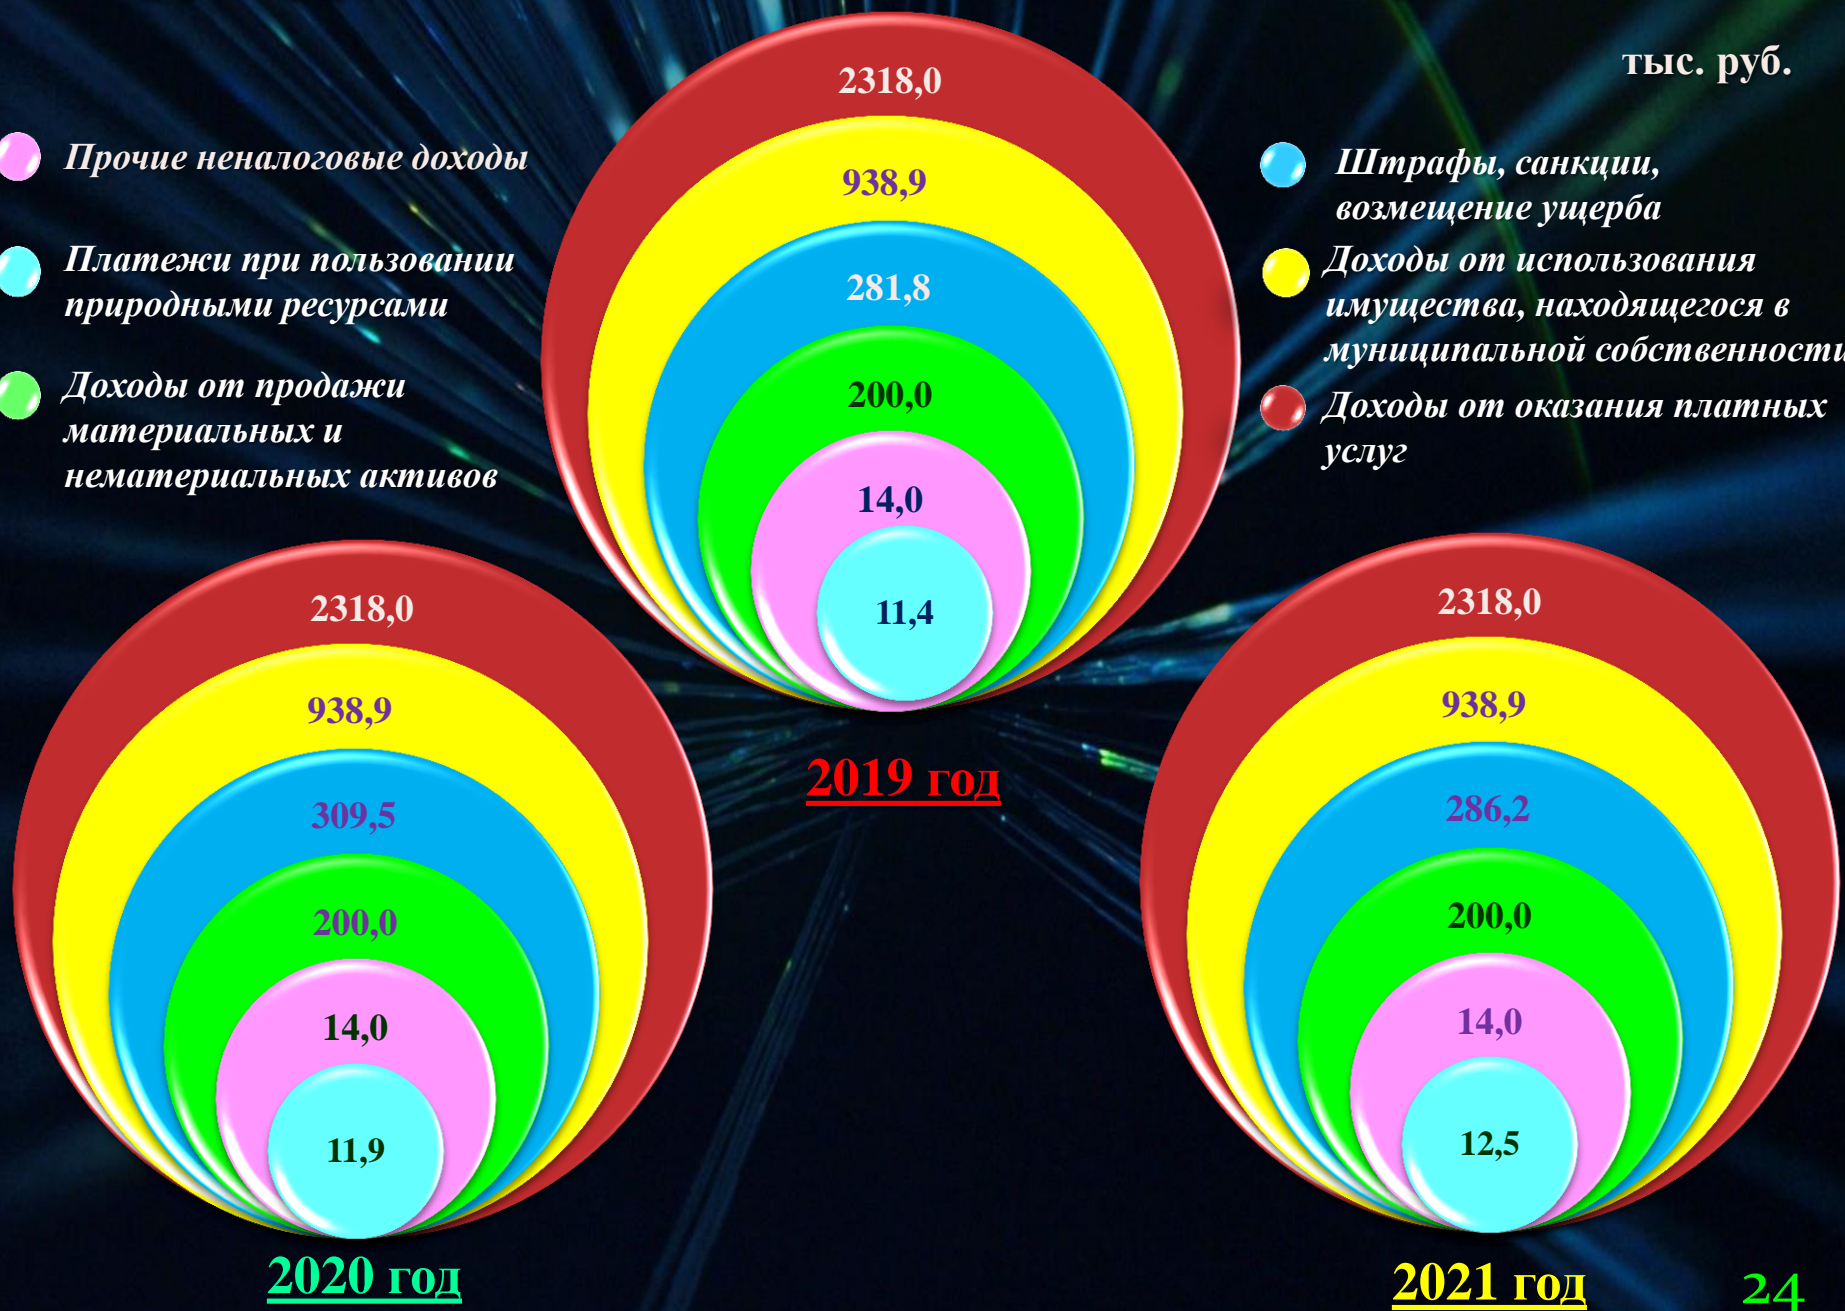 тыс. руб.
Прочие неналоговые доходы
Платежи при пользовании
природными ресурсами
Доходы от продажи
материальных и
нематериальных активов
Штрафы, санкции,
возмещение ущерба
Доходы от использования
имущества, находящегося в
муниципальной собственности
Доходы от оказания платных
услуг
2318,0
938,9
281,8
200,0
14,0
11,4
2019 год
2318,0
938,9
309,5
200,0
14,0
11,9
2020 год
2318,0
938,9
286,2
200,0
14,0
12,5
2021 год
24